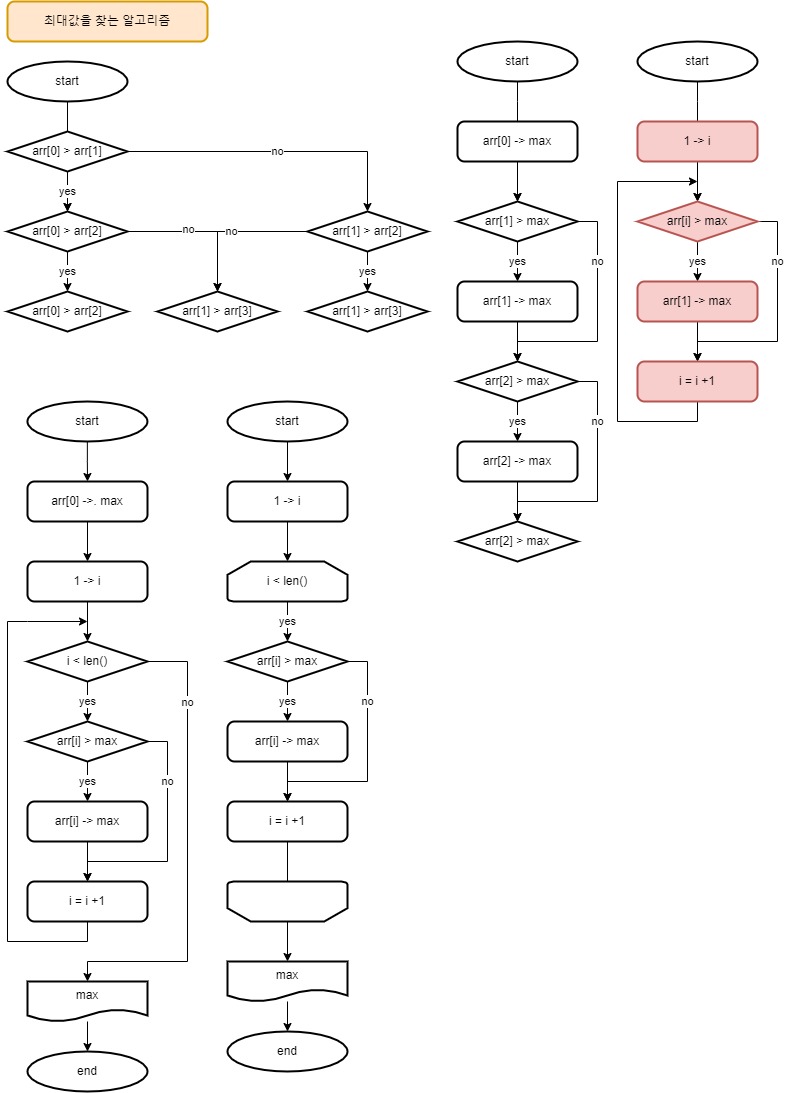 최대값을 찾는 알고리즘
start
arr[0] > arr[1]
no
yes
arr[0] > arr[2]
no
no
arr[1] > arr[2]
yes
yes
arr[0] > arr[2]
arr[1] > arr[3]
arr[1] > arr[3]
start
arr[0] -> max
arr[1] > max
yes
no
arr[1] -> max
arr[2] > max
yes
no
arr[2] -> max
arr[2] > max
start
1 -> i
arr[i] > max
yes
no
arr[1] -> max
i = i +1
start
arr[0] ->. max
1 -> i
i < len()
yes
no
arr[i] > max
yes
no
arr[i] -> max
i = i +1
max
end
start
1 -> i
i < len()
yes
arr[i] > max
yes
no
arr[i] -> max
i = i +1
max
end